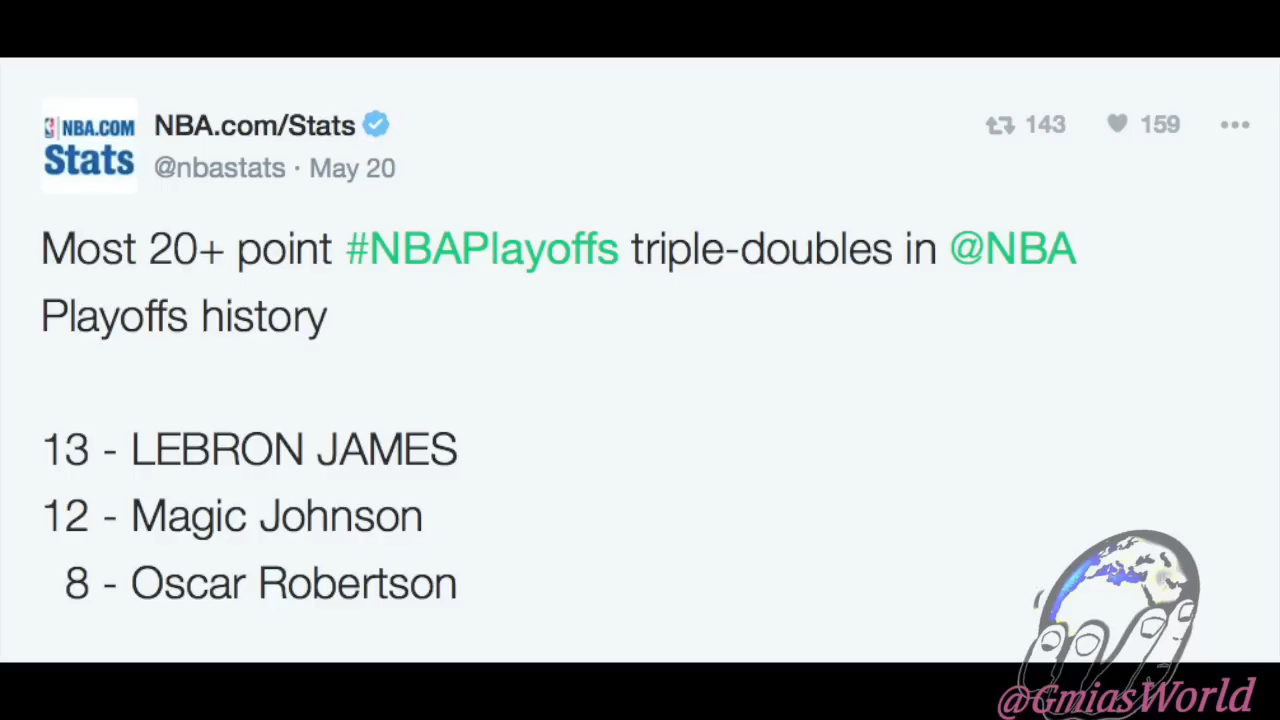 NBA.COM
Stats
NBA.com/Stats
@nbastats · May 20
143 159
Most 20+ point #NBAPlayoffs triple-doubles in @NBA
Playoffs history
13 - LEBRON JAMES
12 - Magic Johnson
8 - Oscar Robertson
@GmiasWorld